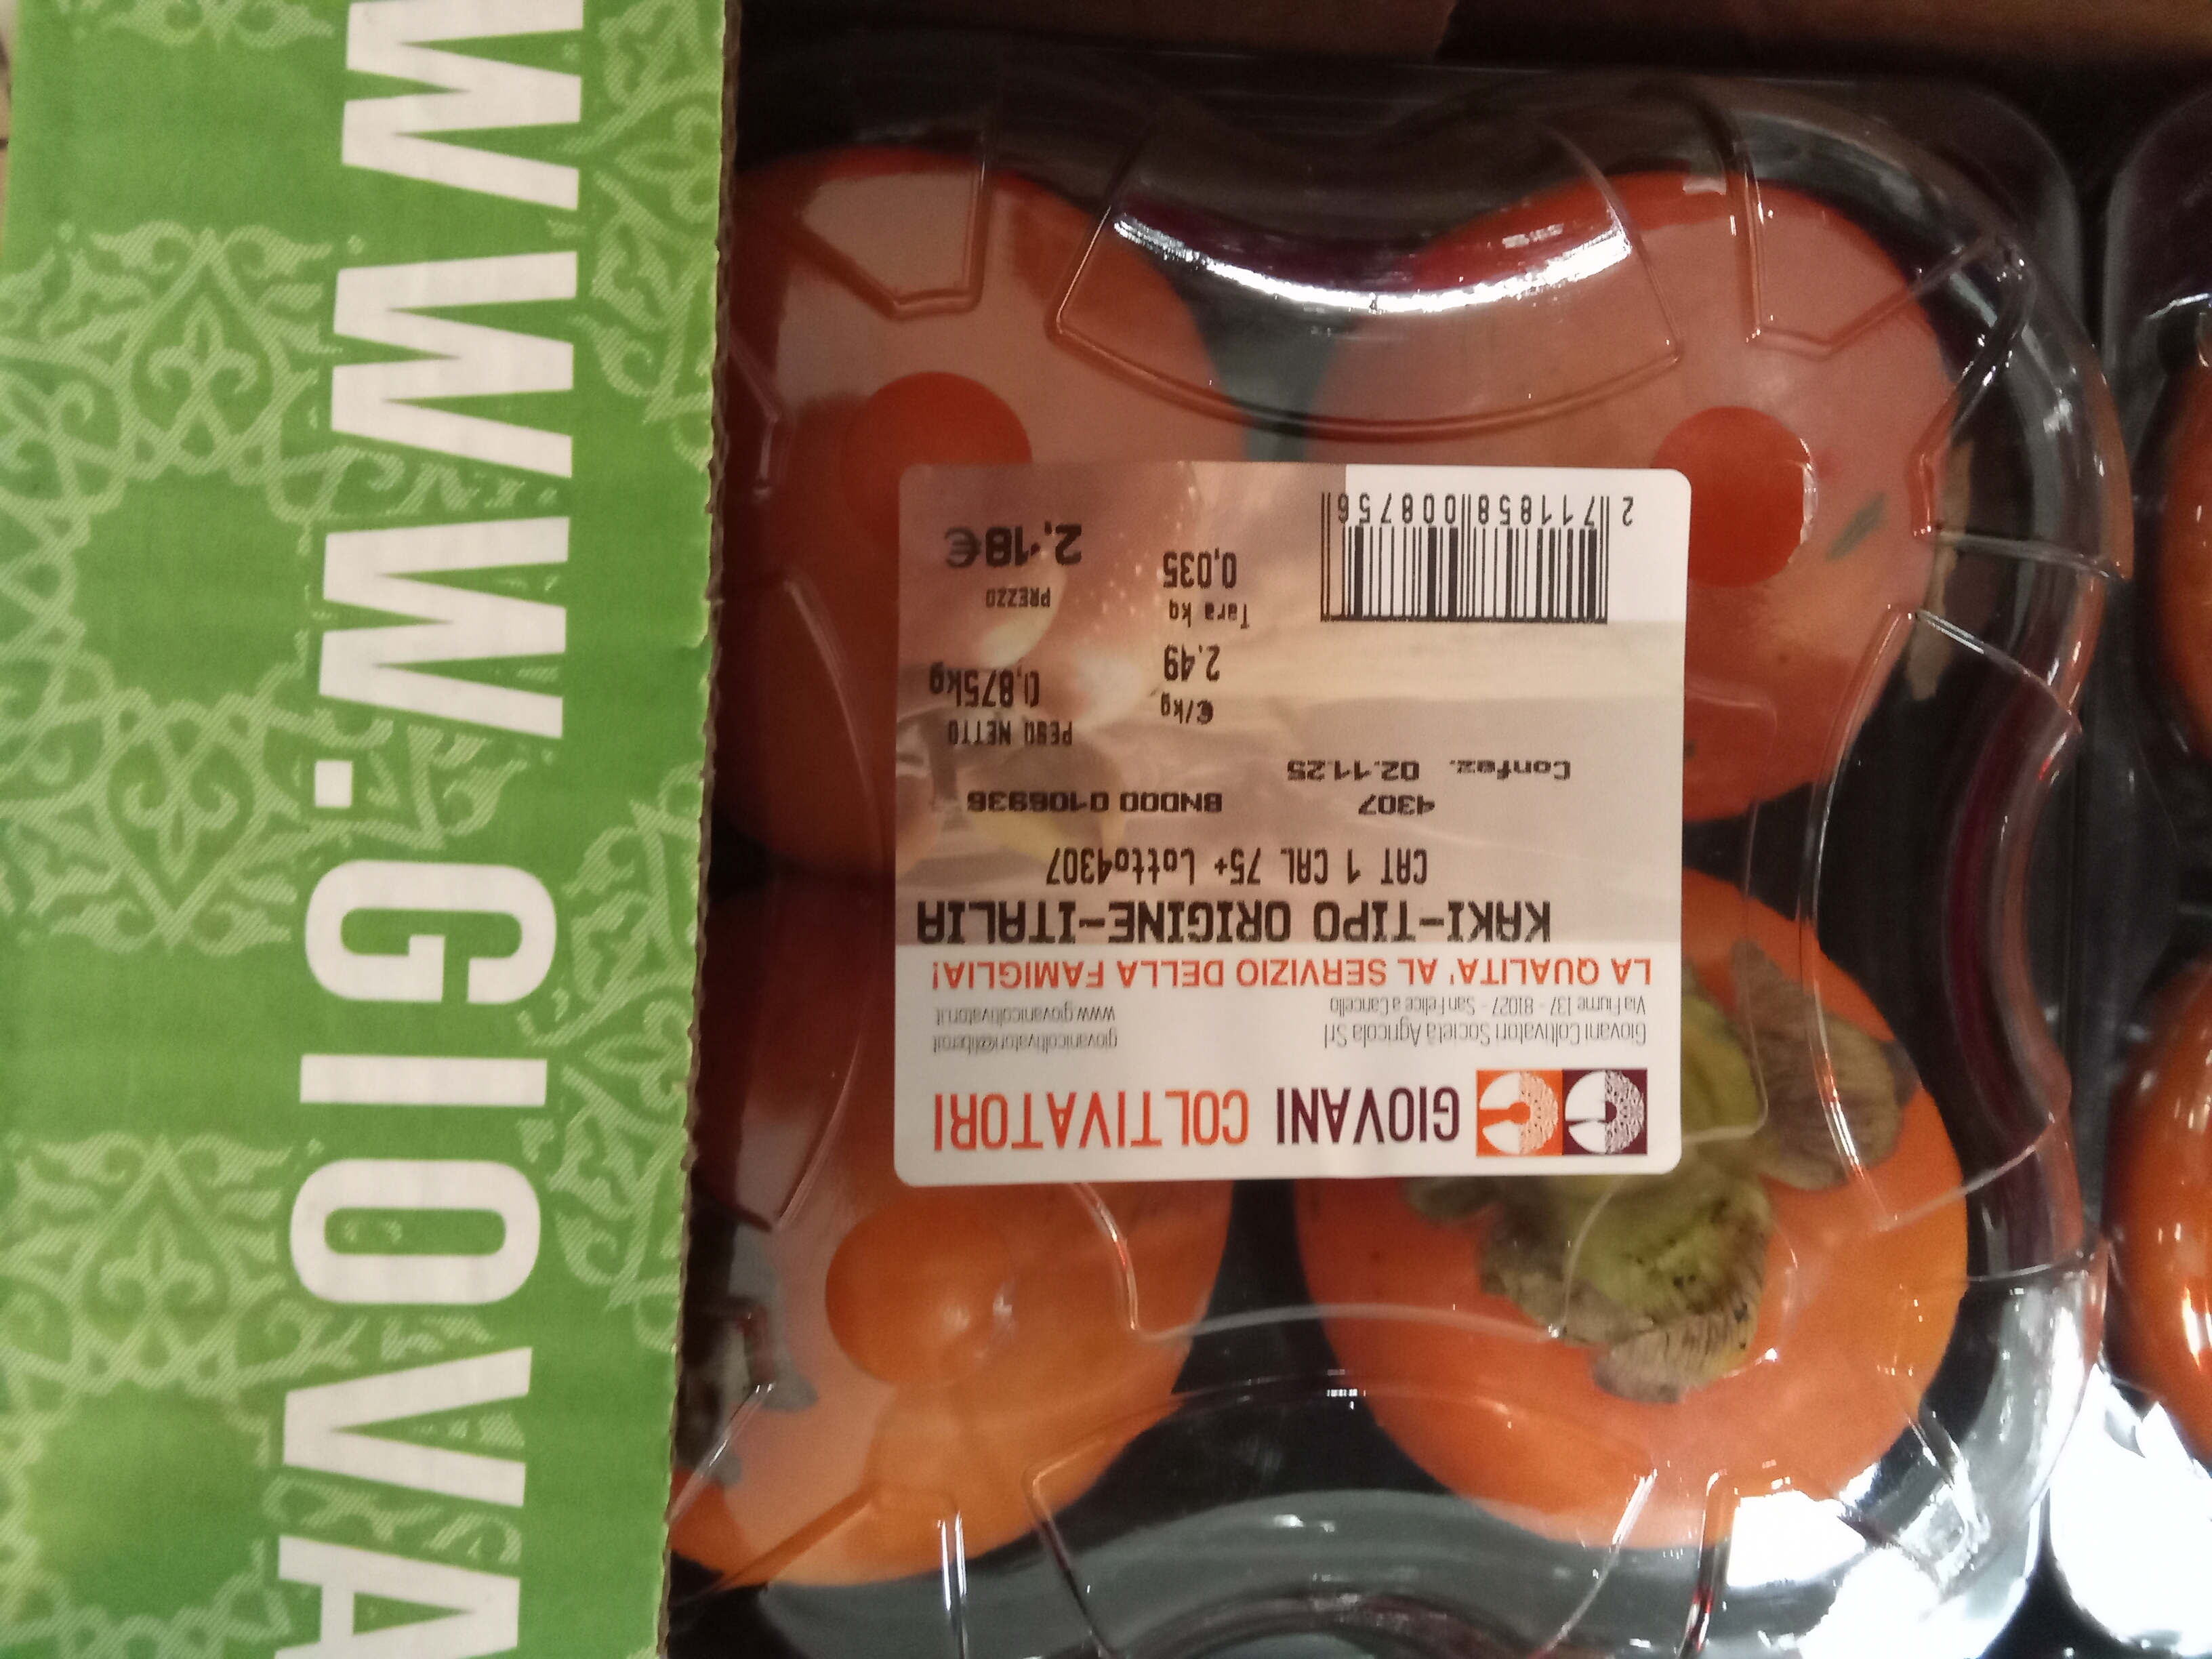 WWW.GIOVA
GIOVANI COLTIVATORI
Giovani Coltivatori Società Agricola Srl
Via Fiume 137 - 81027 - San Felice a Cancello
giovanicoltivatori@libero.it
www.giovanicoltivatori.it
LA QUALITA' AL SERVIZIO DELLA FAMIGLIA!
KAKI-TIPO ORIGINE-ITALIA
CAT 1 CAL 75+ Lotto4307
4307 BN000 0106936
Confez. 02.11.25
€/kg
2,49
PESO NETTO
0,875kg
Tara kg
0,035
PREZZO
2,18€
2 711858 008756